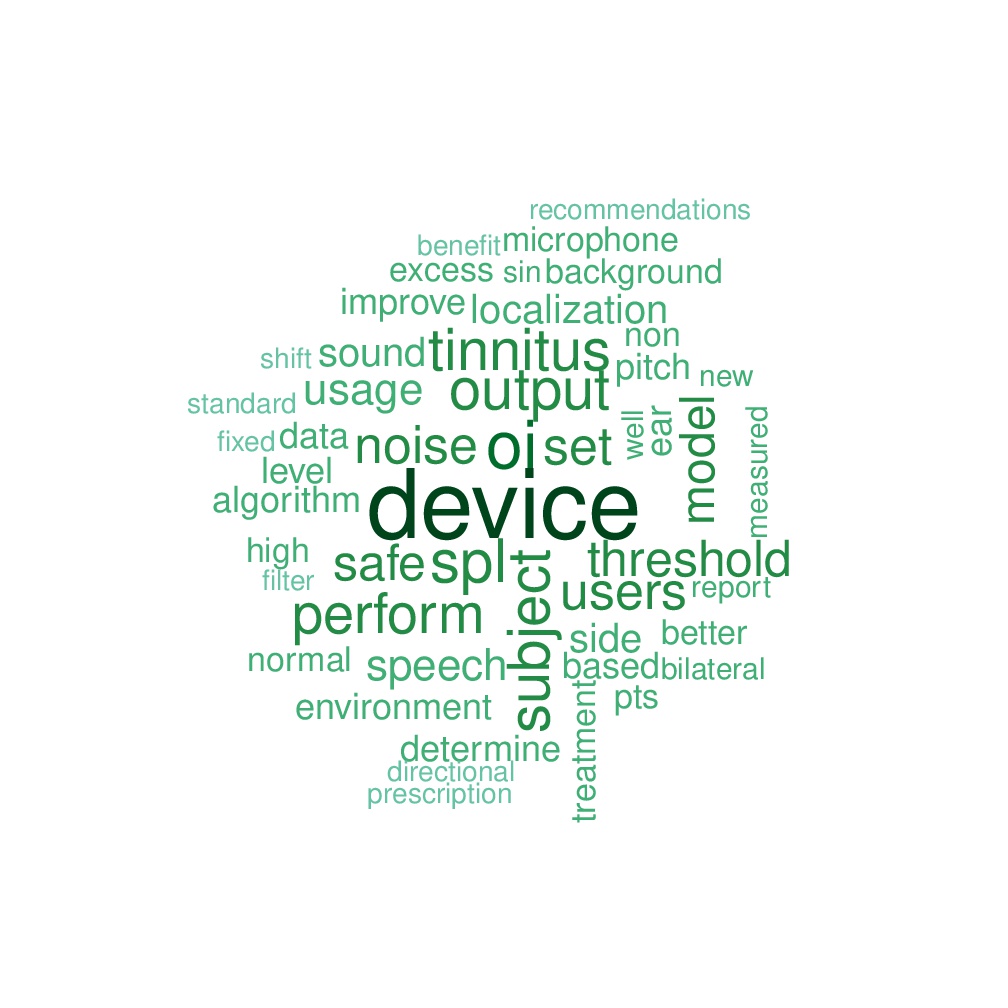 recommendations
benefit microphone
excess sin background
improve localization
non
shift sound tinnitus pitch new
usage output
standard
fixed data noise oi set well ear model measured
level
algorithm device
high safe spl threshold
filter users report
perform subject
side better
normal speech based bilateral
environment pts
determine treatment
directional
prescription